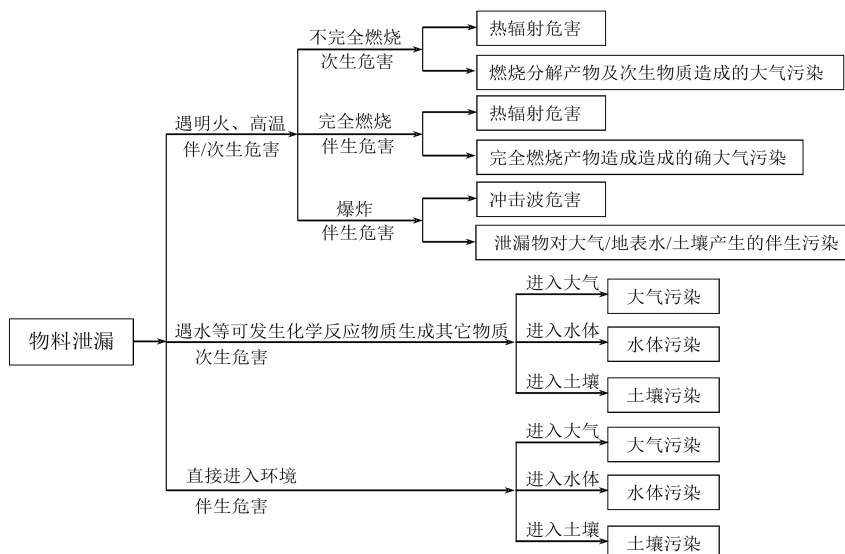 不完全燃烧
次生危害
热辐射危害
燃烧分解产物及次生物质造成的大气污染
遇明火、高温
伴/次生危害
完全燃烧
伴生危害
热辐射危害
完全燃烧产物造成造成的确大气污染
爆炸
伴生危害
冲击波危害
泄漏物对大气/地表水/土壤产生的伴生污染
物料泄漏
遇水等可发生化学反应物质生成其它物质
次生危害
进入大气
大气污染
进入水体
水体污染
进入土壤
土壤污染
直接进入环境
伴生危害
进入大气
大气污染
进入水体
水体污染
进入土壤
土壤污染